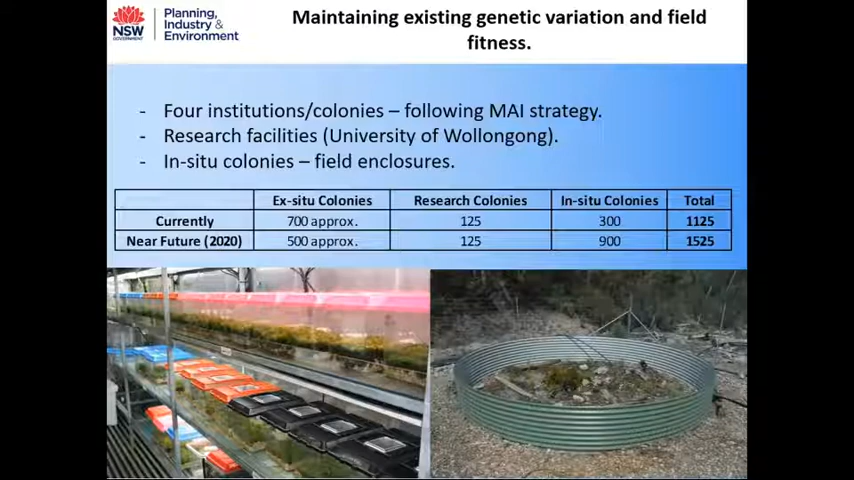 NSW
GOVERNMENT
Planning,
Industry &
Environment
Maintaining existing genetic variation and field
fitness.
- Four institutions/colonies – following MAI strategy.
- Research facilities (University of Wollongong).
- In-situ colonies – field enclosures.
Ex-situ Colonies Research Colonies In-situ Colonies Total
Currently 700 approx. 125 300 1125
Near Future (2020) 500 approx. 125 900 1525